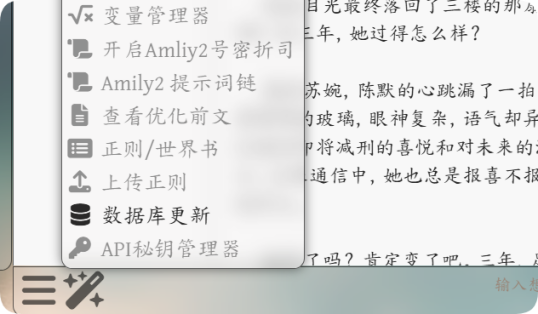 变量管理器
开启Amliy2号密折司
Amily2 提示词链
查看优化前文
正则/世界书
上传正则
数据库更新
API秘钥管理器
目光最终落回了三楼的那
三年，她过得怎么样？
苏婉，陈默的心跳漏了一拍
的玻璃，眼神复杂，语气却异
即将减刑的喜悦和对未来的
通信中，她也总是报喜不报
了吗？肯定变了吧。三年，
输入想